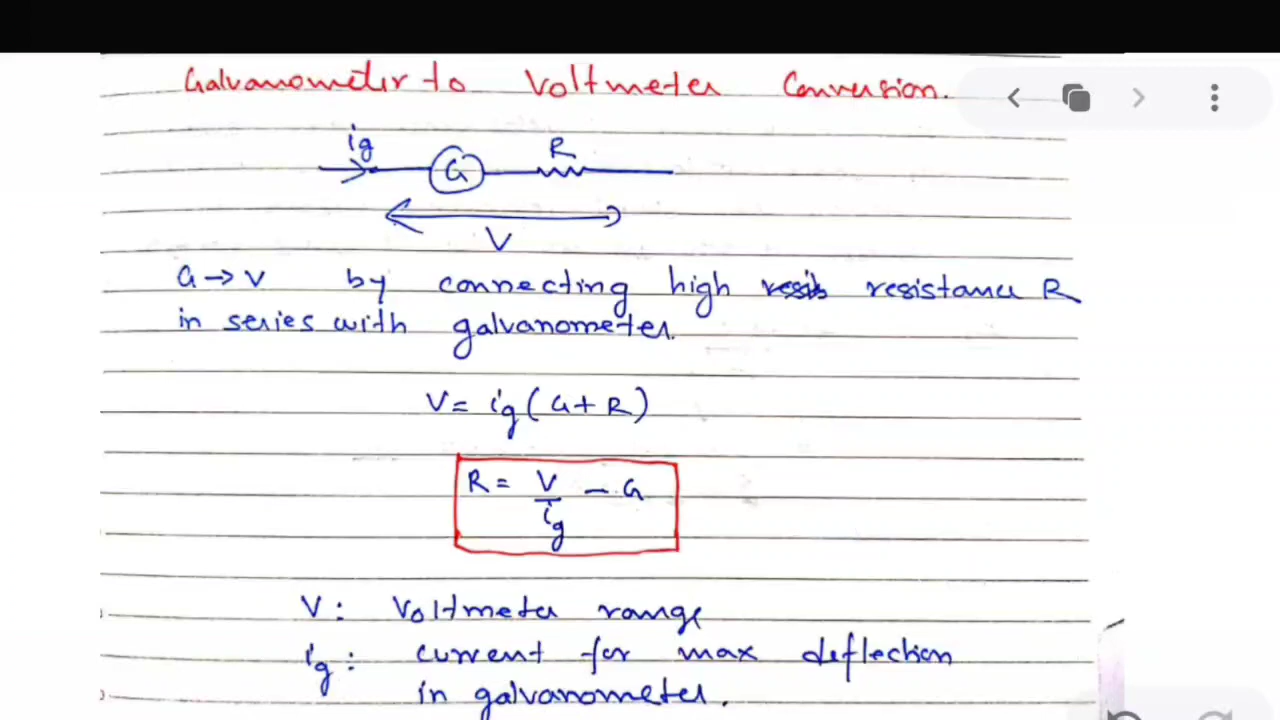 Galvanometer to Voltmeter Conversion.
ig
G
R
V
G → V by connecting high resistance R
in series with galvanometer.
V = ig (G + R)
R = V/ig - G
V : Voltmeter range
ig : current for max deflection
in galvanometer.